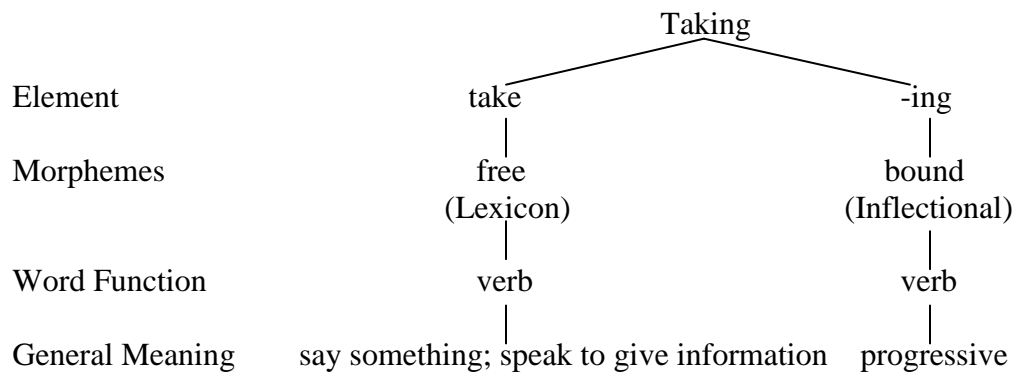 Taking
Element take -ing
Morphemes free bound
(Lexicon) (Inflectional)
Word Function verb verb
General Meaning say something; speak to give information progressive